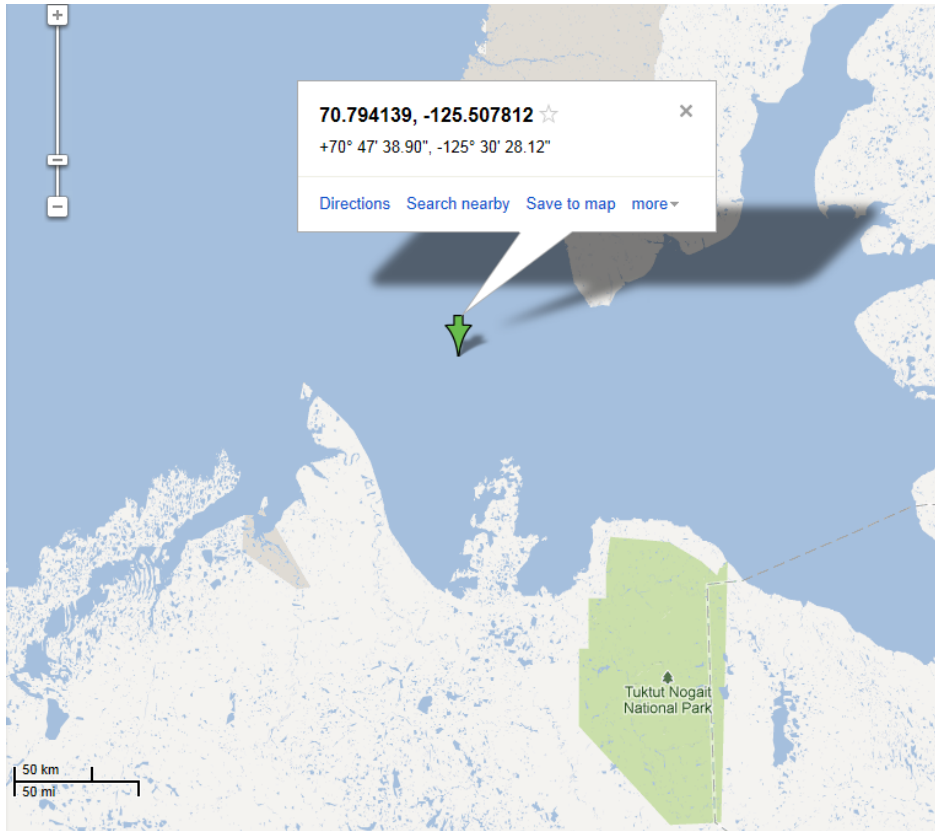 70.794139, -125.507812
+70° 47' 38.90", -125° 30' 28.12"
Directions Search nearby Save to map more
Tuktut Nogait
National Park
50 km
50 mi